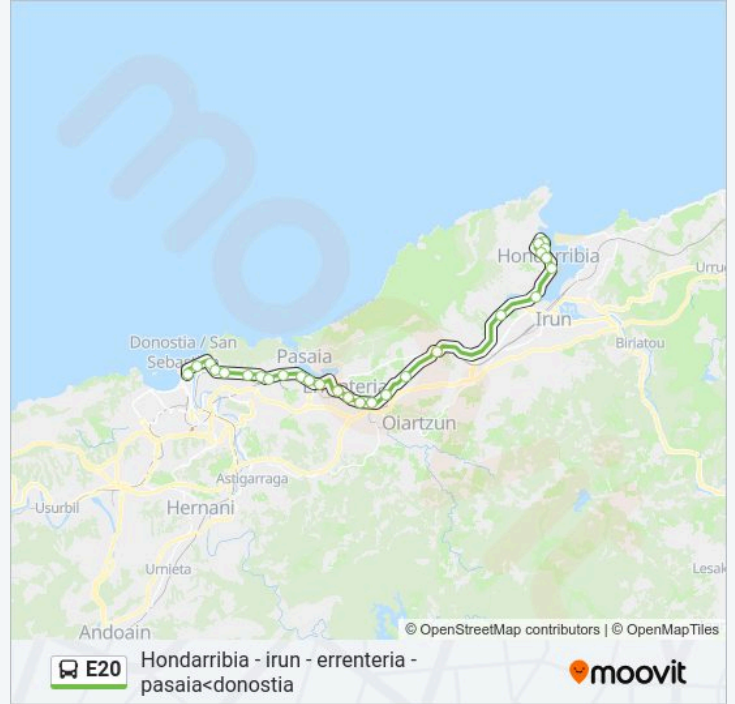 Hondarribia
Urru
Irun
Donostia / San
Sebast
Pasaia
Biriatou
Errenteria
Oiartzun
Astigarraga
Usurbil
Hernani
Urnieta
Lesak
Andoain
© OpenStreetMap contributors | © OpenMapTiles
E20
Hondarribia - irun - errenteria -
pasaia<donostia
moovit
mo